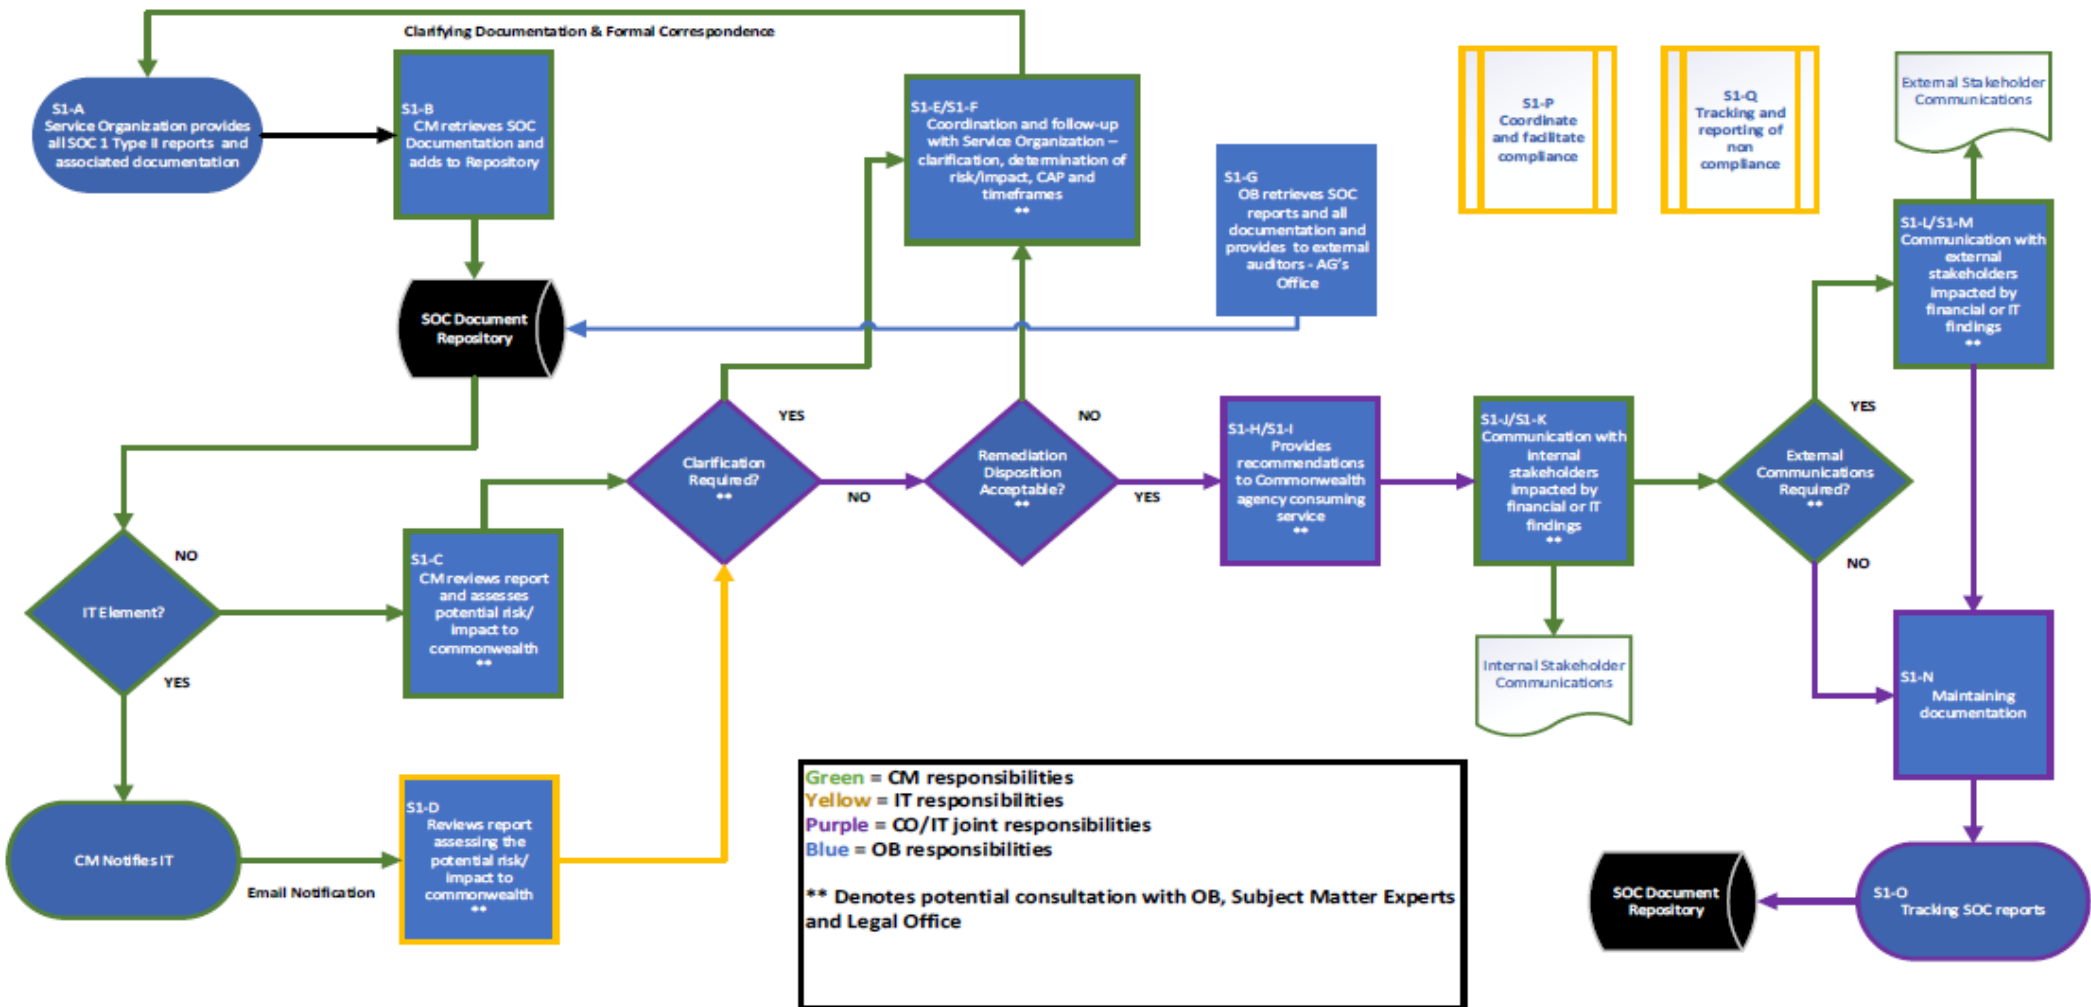 Clarifying Documentation & Formal Correspondence
S1-A
Service Organization provides
all SOC 1 Type II reports and
associated documentation
S1-B
CM retrieves SOC
Documentation and
adds to Repository
S1-E/S1-F
Coordination and follow-up
with Service Organization –
clarification, determination of
risk/impact, CAP and
timeframes
**
S1-G
OB retrieves SOC
reports and all
documentation and
provides to external
auditors - AG's
Office
S1-P
Coordinate
and facilitate
compliance
S1-Q
Tracking and
reporting of
non
compliance
External Stakeholder
Communications
S1-L/S1-M
Communication with
external
stakeholders
impacted by
financial or IT
findings
**
SOC Document
Repository
IT Element?
NO
YES
S1-C
CM reviews report
and assesses
potential risk/
impact to
commonwealth
**
Clarification
Required?
**
YES
NO
Remediation
Disposition
Acceptable?
**
NO
YES
S1-H/S1-I
Provides
recommendations
to Commonwealth
agency consuming
service
**
S1-J/S1-K
Communication with
internal
stakeholders
impacted by
financial or IT
findings
**
External
Communications
Required?
**
YES
NO
Internal Stakeholder
Communications
S1-N
Maintaining
documentation
CM Notifies IT
Email Notification
S1-D
Reviews report
assessing the
potential risk/
impact to
commonwealth
**
Green = CM responsibilities
Yellow = IT responsibilities
Purple = CO/IT joint responsibilities
Blue = OB responsibilities
** Denotes potential consultation with OB, Subject Matter Experts
and Legal Office
SOC Document
Repository
S1-O
Tracking SOC reports